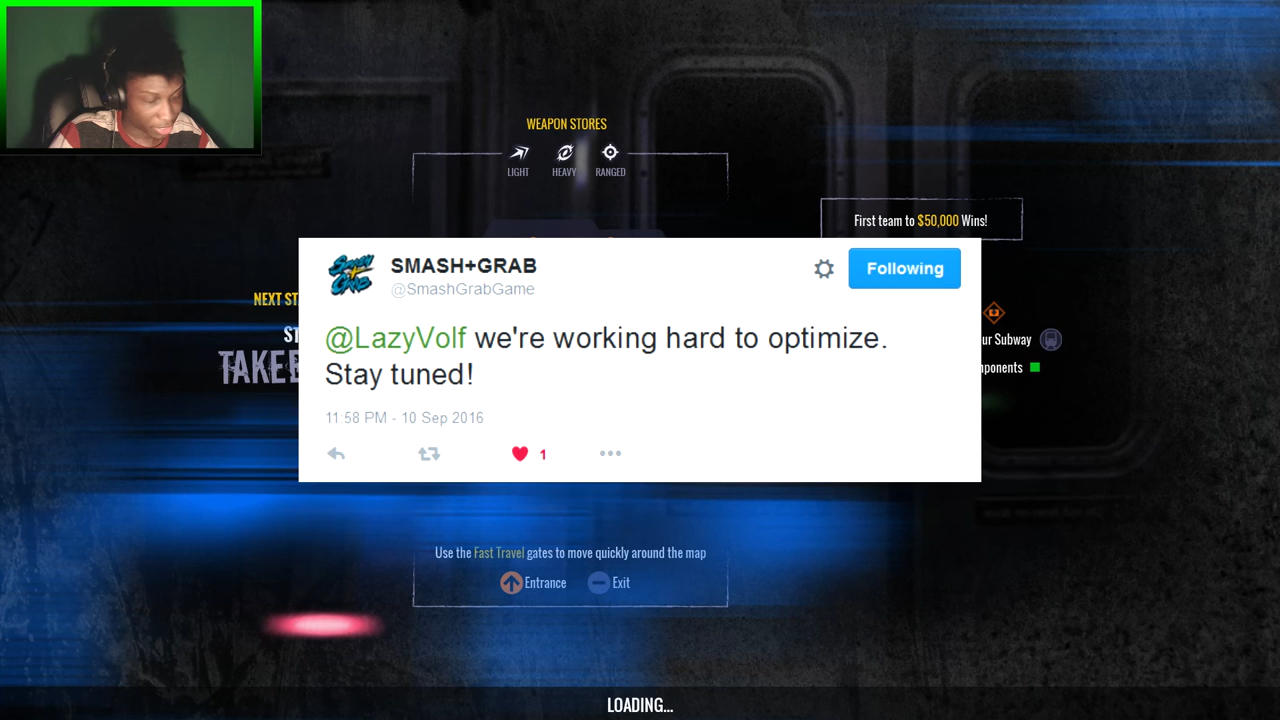 WEAPON STORES
LIGHT HEAVY RANGED
First team to $50,000 Wins!
SMASH+GRAB
@SmashGrabGame
Following
NEXT
@LazyVolf we're working hard to optimize.
Stay tuned!
Subway
11:58 PM - 10 Sep 2016
1
Use the Fast Travel gates to move quickly around the map
Entrance Exit
LOADING...